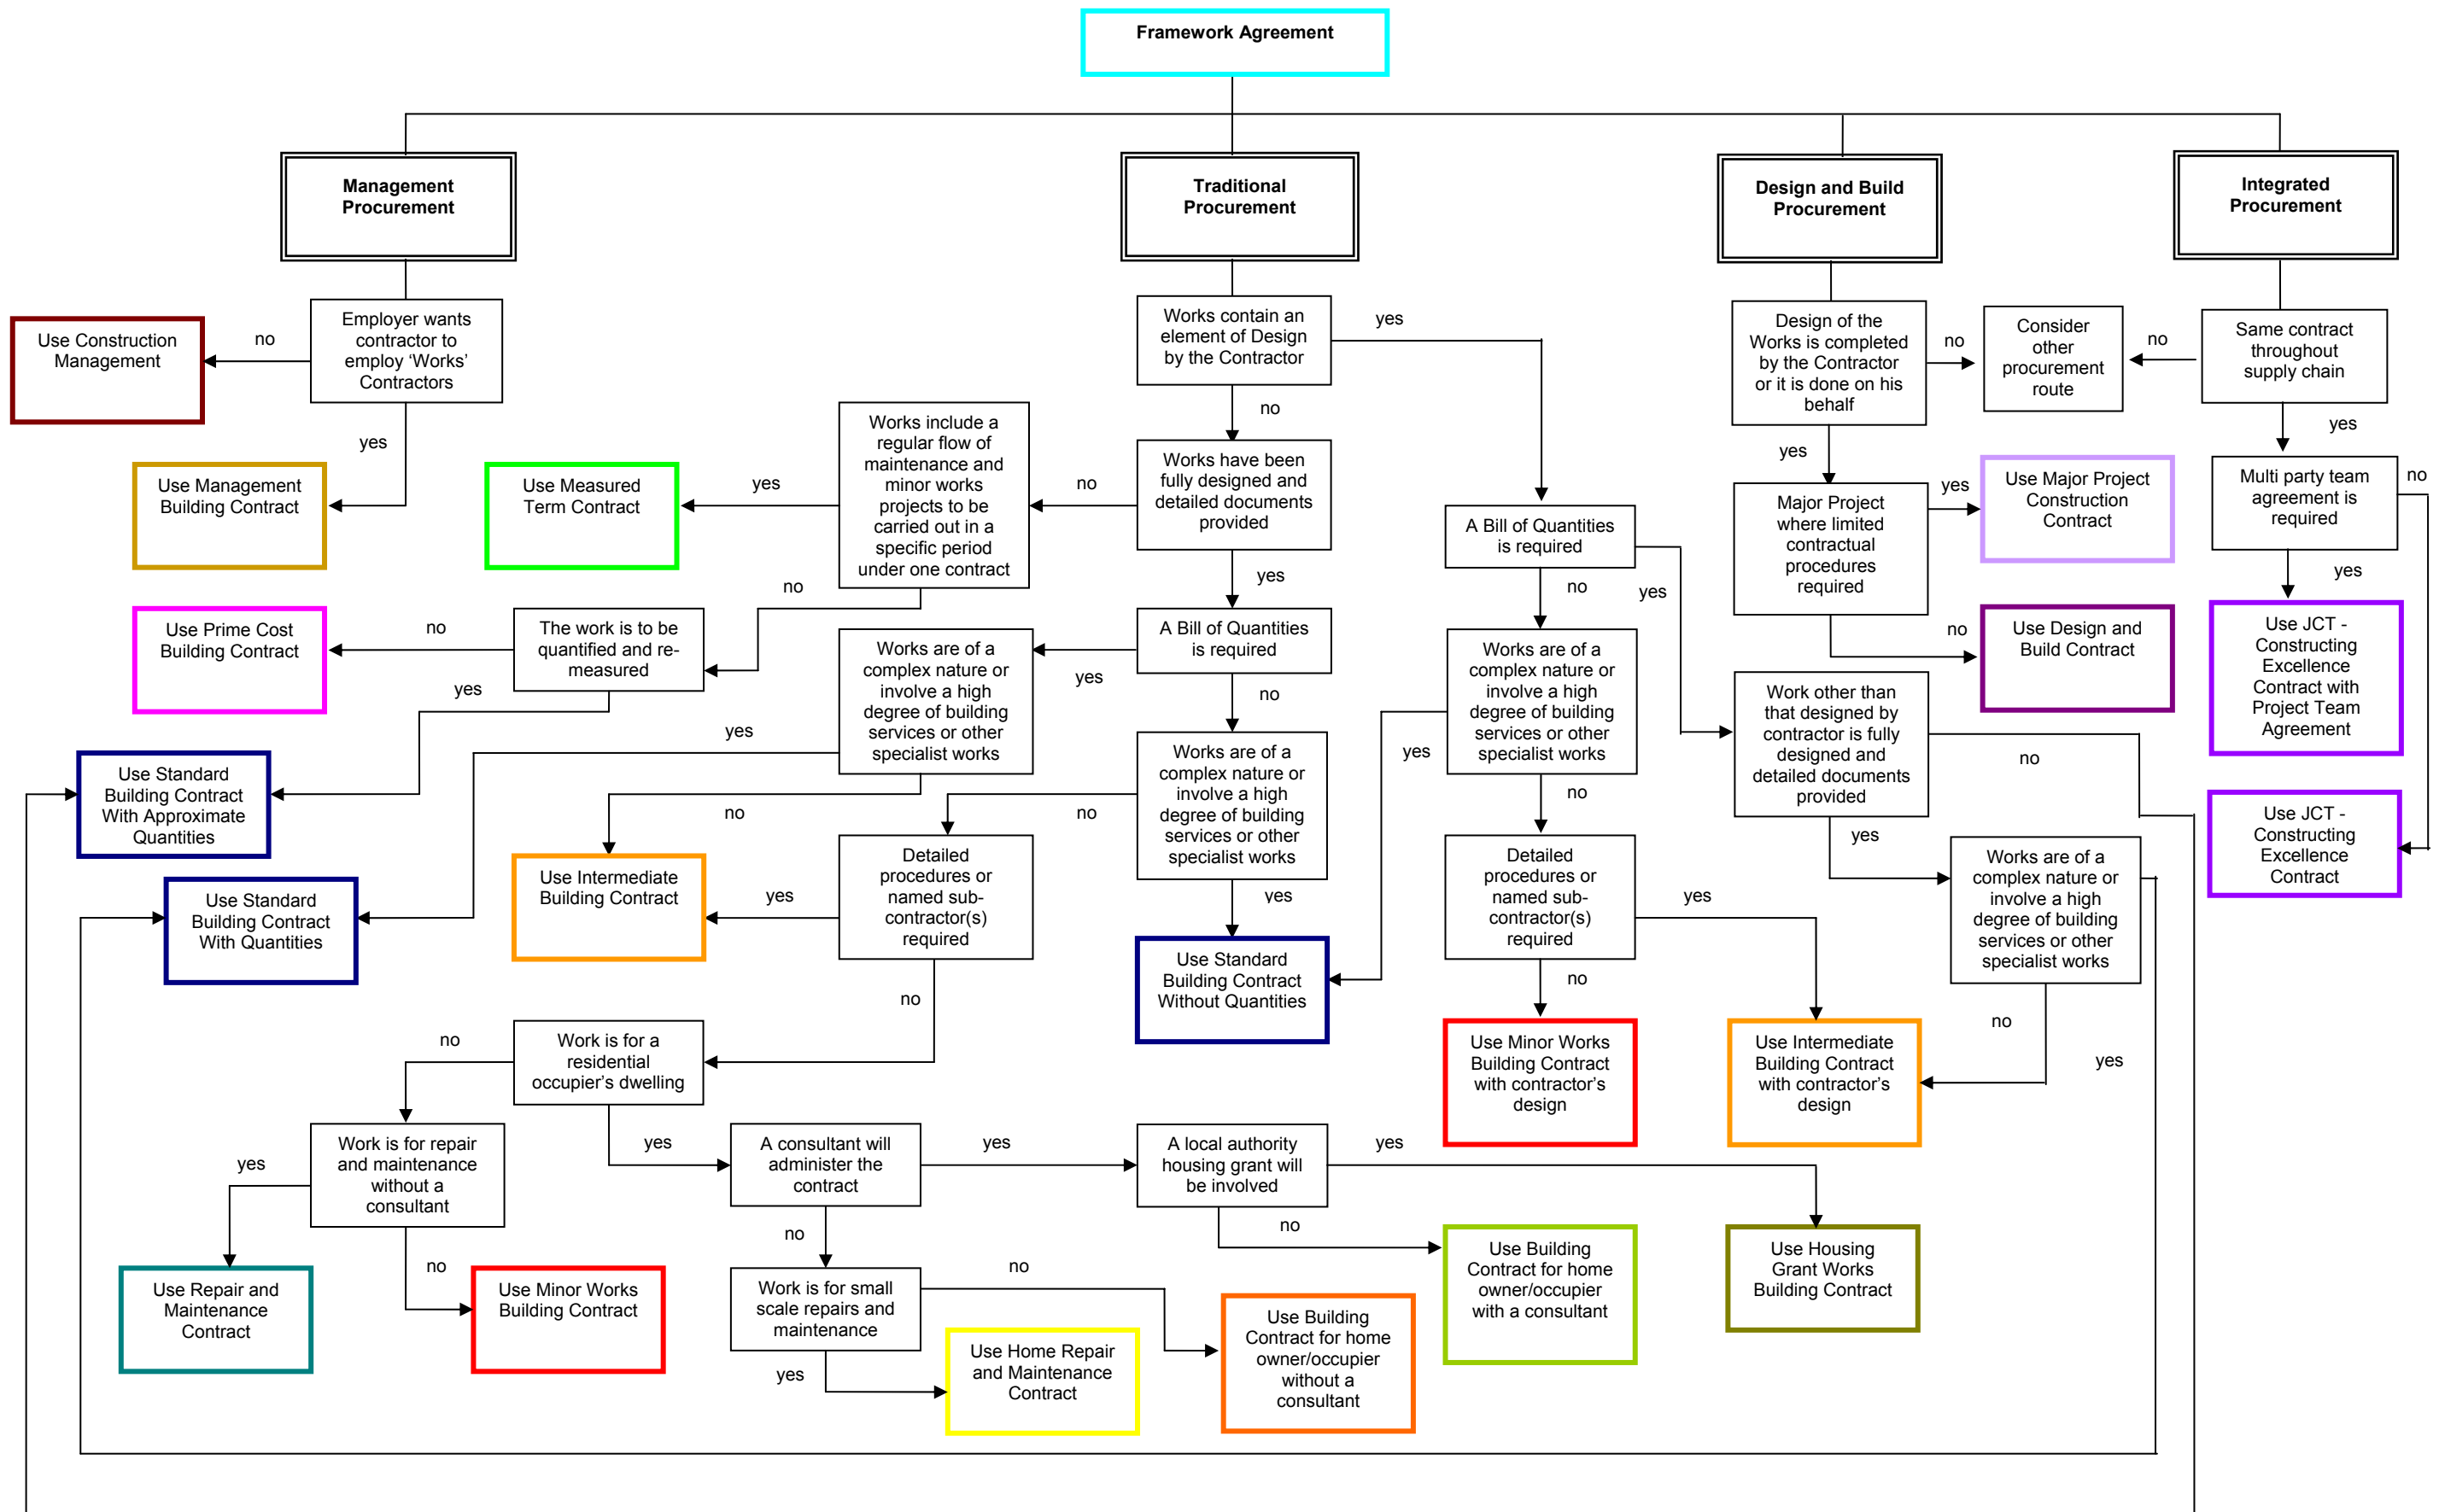 Framework Agreement
Management
Procurement
Traditional
Procurement
Design and Build
Procurement
Integrated
Procurement
Use Construction
Management
no
Employer wants
contractor to
employ ‘Works’
Contractors
yes
Use Management
Building Contract
Works contain an
element of Design
by the Contractor
yes
no
Works have been
fully designed and
detailed documents
provided
no
Works include a
regular flow of
maintenance and
minor works
projects to be
carried out in a
specific period
under one contract
yes
Use Measured
Term Contract
no
The work is to be
quantified and re-
measured
no
Use Prime Cost
Building Contract
yes
Use Standard
Building Contract
With Approximate
Quantities
yes
A Bill of Quantities
is required
yes
Works are of a
complex nature or
involve a high
degree of building
services or other
specialist works
yes
Use Standard
Building Contract
With Quantities
no
Use Intermediate
Building Contract
no
Works are of a
complex nature or
involve a high
degree of building
services or other
specialist works
yes
Use Standard
Building Contract
Without Quantities
no
Detailed
procedures or
named sub-
contractor(s)
required
yes
no
Work is for a
residential
occupier’s dwelling
no
Work is for repair
and maintenance
without a
consultant
yes
Use Repair and
Maintenance
Contract
no
Use Minor Works
Building Contract
yes
A consultant will
administer the
contract
yes
A local authority
housing grant will
be involved
yes
Use Housing
Grant Works
Building Contract
no
Use Building
Contract for home
owner/occupier
with a consultant
no
Work is for small
scale repairs and
maintenance
no
Use Building
Contract for home
owner/occupier
without a
consultant
yes
Use Home Repair
and Maintenance
Contract
A Bill of Quantities
is required
no
yes
Works are of a
complex nature or
involve a high
degree of building
services or other
specialist works
yes
no
Detailed
procedures or
named sub-
contractor(s)
required
yes
no
Use Minor Works
Building Contract
with contractor’s
design
Use Intermediate
Building Contract
with contractor’s
design
Work other than
that designed by
contractor is fully
designed and
detailed documents
provided
no
yes
Works are of a
complex nature or
involve a high
degree of building
services or other
specialist works
no
yes
Design of the
Works is completed
by the Contractor
or it is done on his
behalf
no
Consider
other
procurement
route
yes
Major Project
where limited
contractual
procedures
required
yes
Use Major Project
Construction
Contract
no
Use Design and
Build Contract
Same contract
throughout
supply chain
no
yes
Multi party team
agreement is
required
no
yes
Use JCT -
Constructing
Excellence
Contract with
Project Team
Agreement
Use JCT -
Constructing
Excellence
Contract